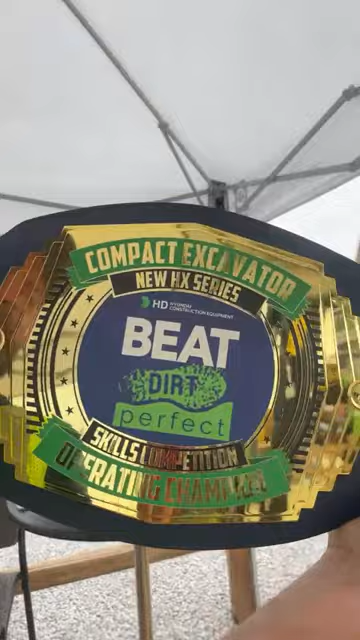 COMPACT EXCAVATOR
NEW HX SERIES
HD HYUNDAI
CONSTRUCTION EQUIPMENT
BEAT
DIRT
perfect
SKILLS COMPETITION
OPERATING CHAMPION